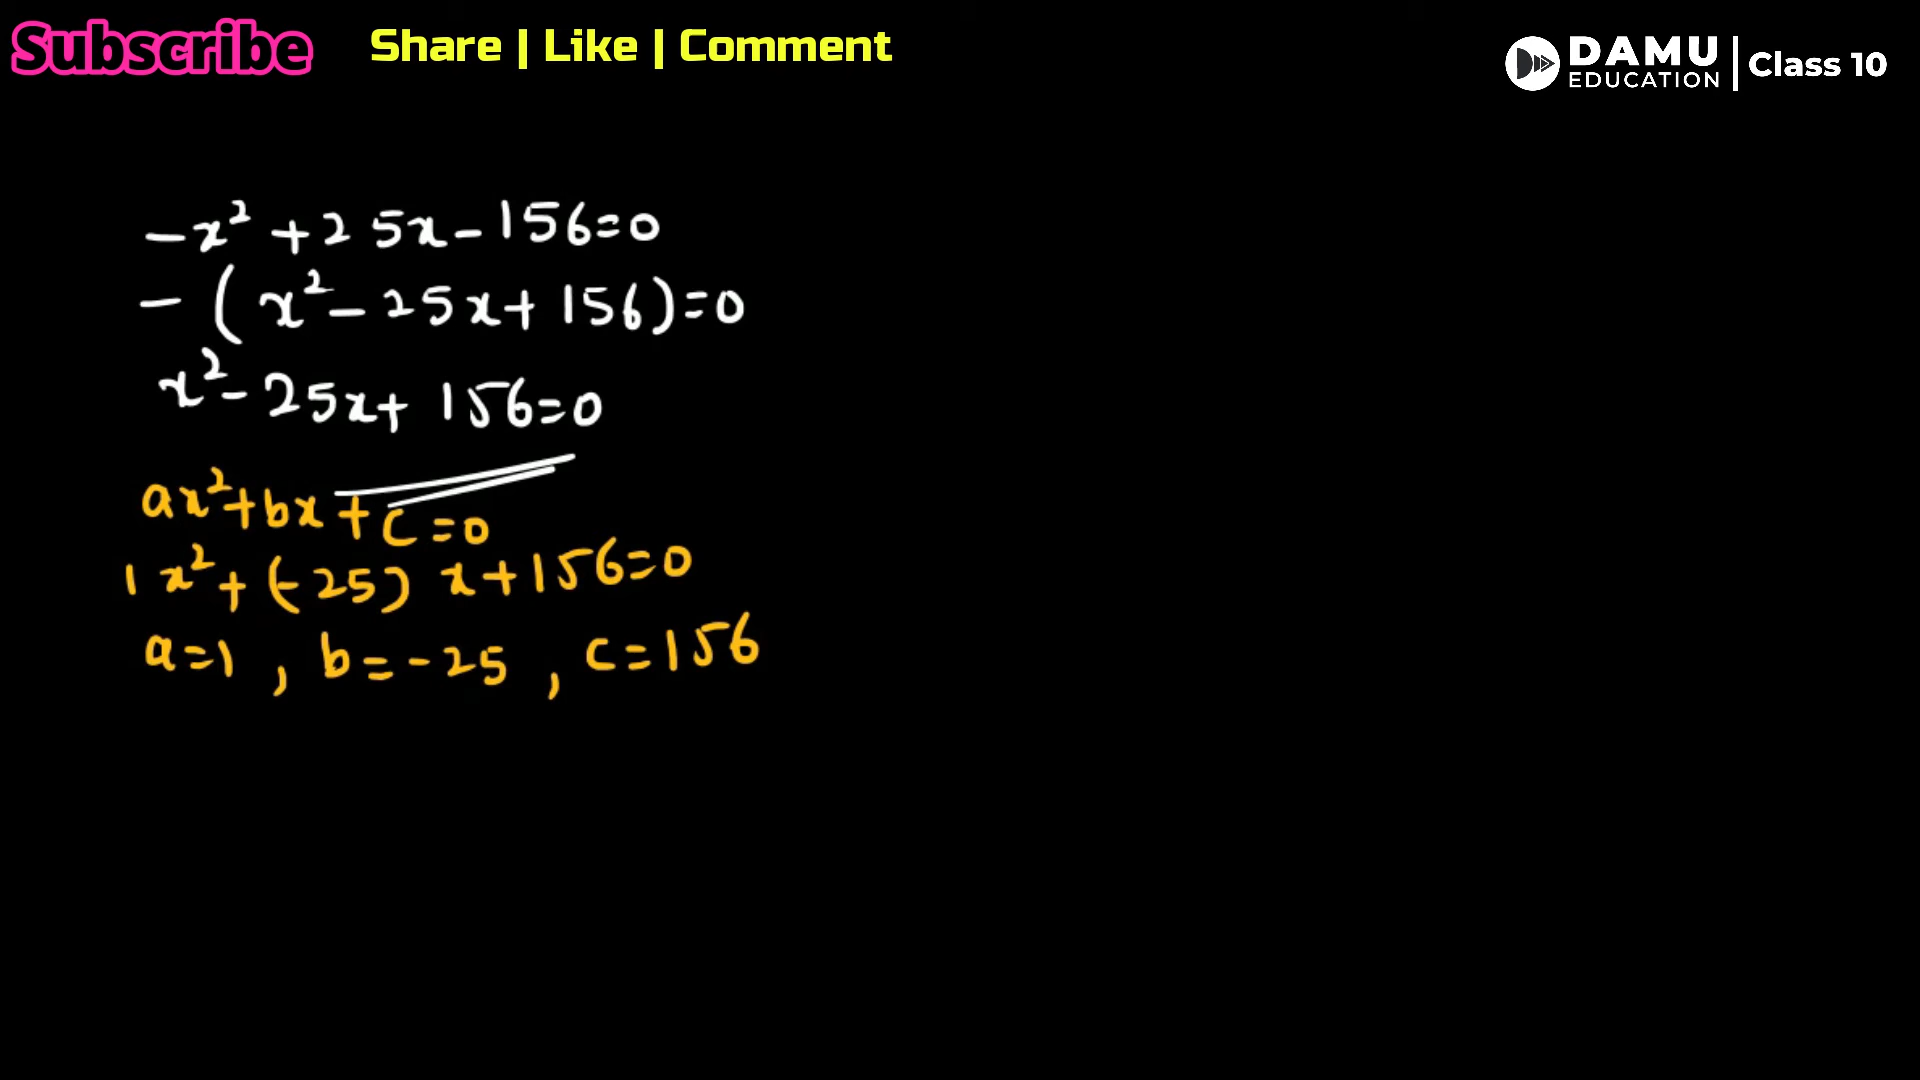 Subscribe
Share | Like | Comment
DAMU EDUCATION | Class 10
-x² + 25x - 156 = 0
- (x² - 25x + 156) = 0
x² - 25x + 156 = 0
ax² + bx + c = 0
1x² + (-25) x + 156 = 0
a = 1 , b = -25 , c = 156